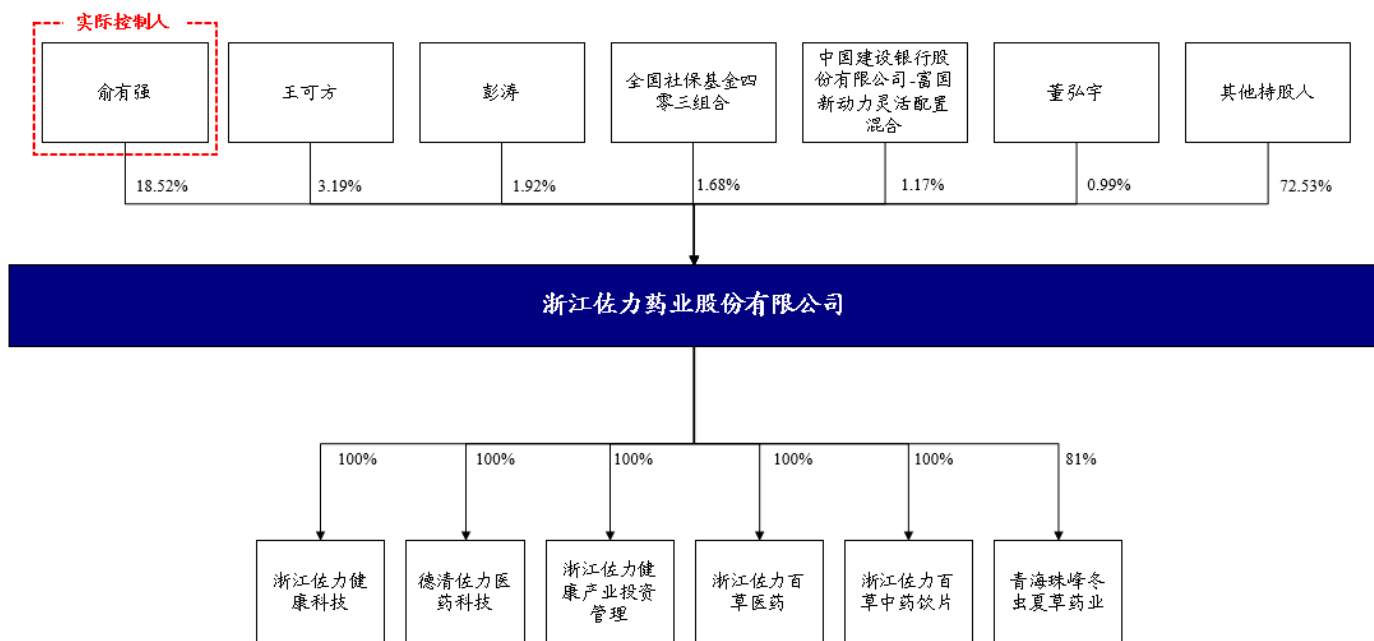 实际控制人
俞有强
王可方
彭涛
全国社保基金四
零三组合
中国建设银行股
份有限公司-富国
新动力灵活配置
混合
董弘宇
其他持股人
18.52%
3.19%
1.92%
1.68%
1.17%
0.99%
72.53%
浙江佐力药业股份有限公司
100%
100%
100%
100%
100%
81%
浙江佐力健
康科技
德清佐力医
药科技
浙江佐力健
康产业投资
管理
浙江佐力百
草医药
浙江佐力百
草中药饮片
青海珠峰冬
虫夏草药业